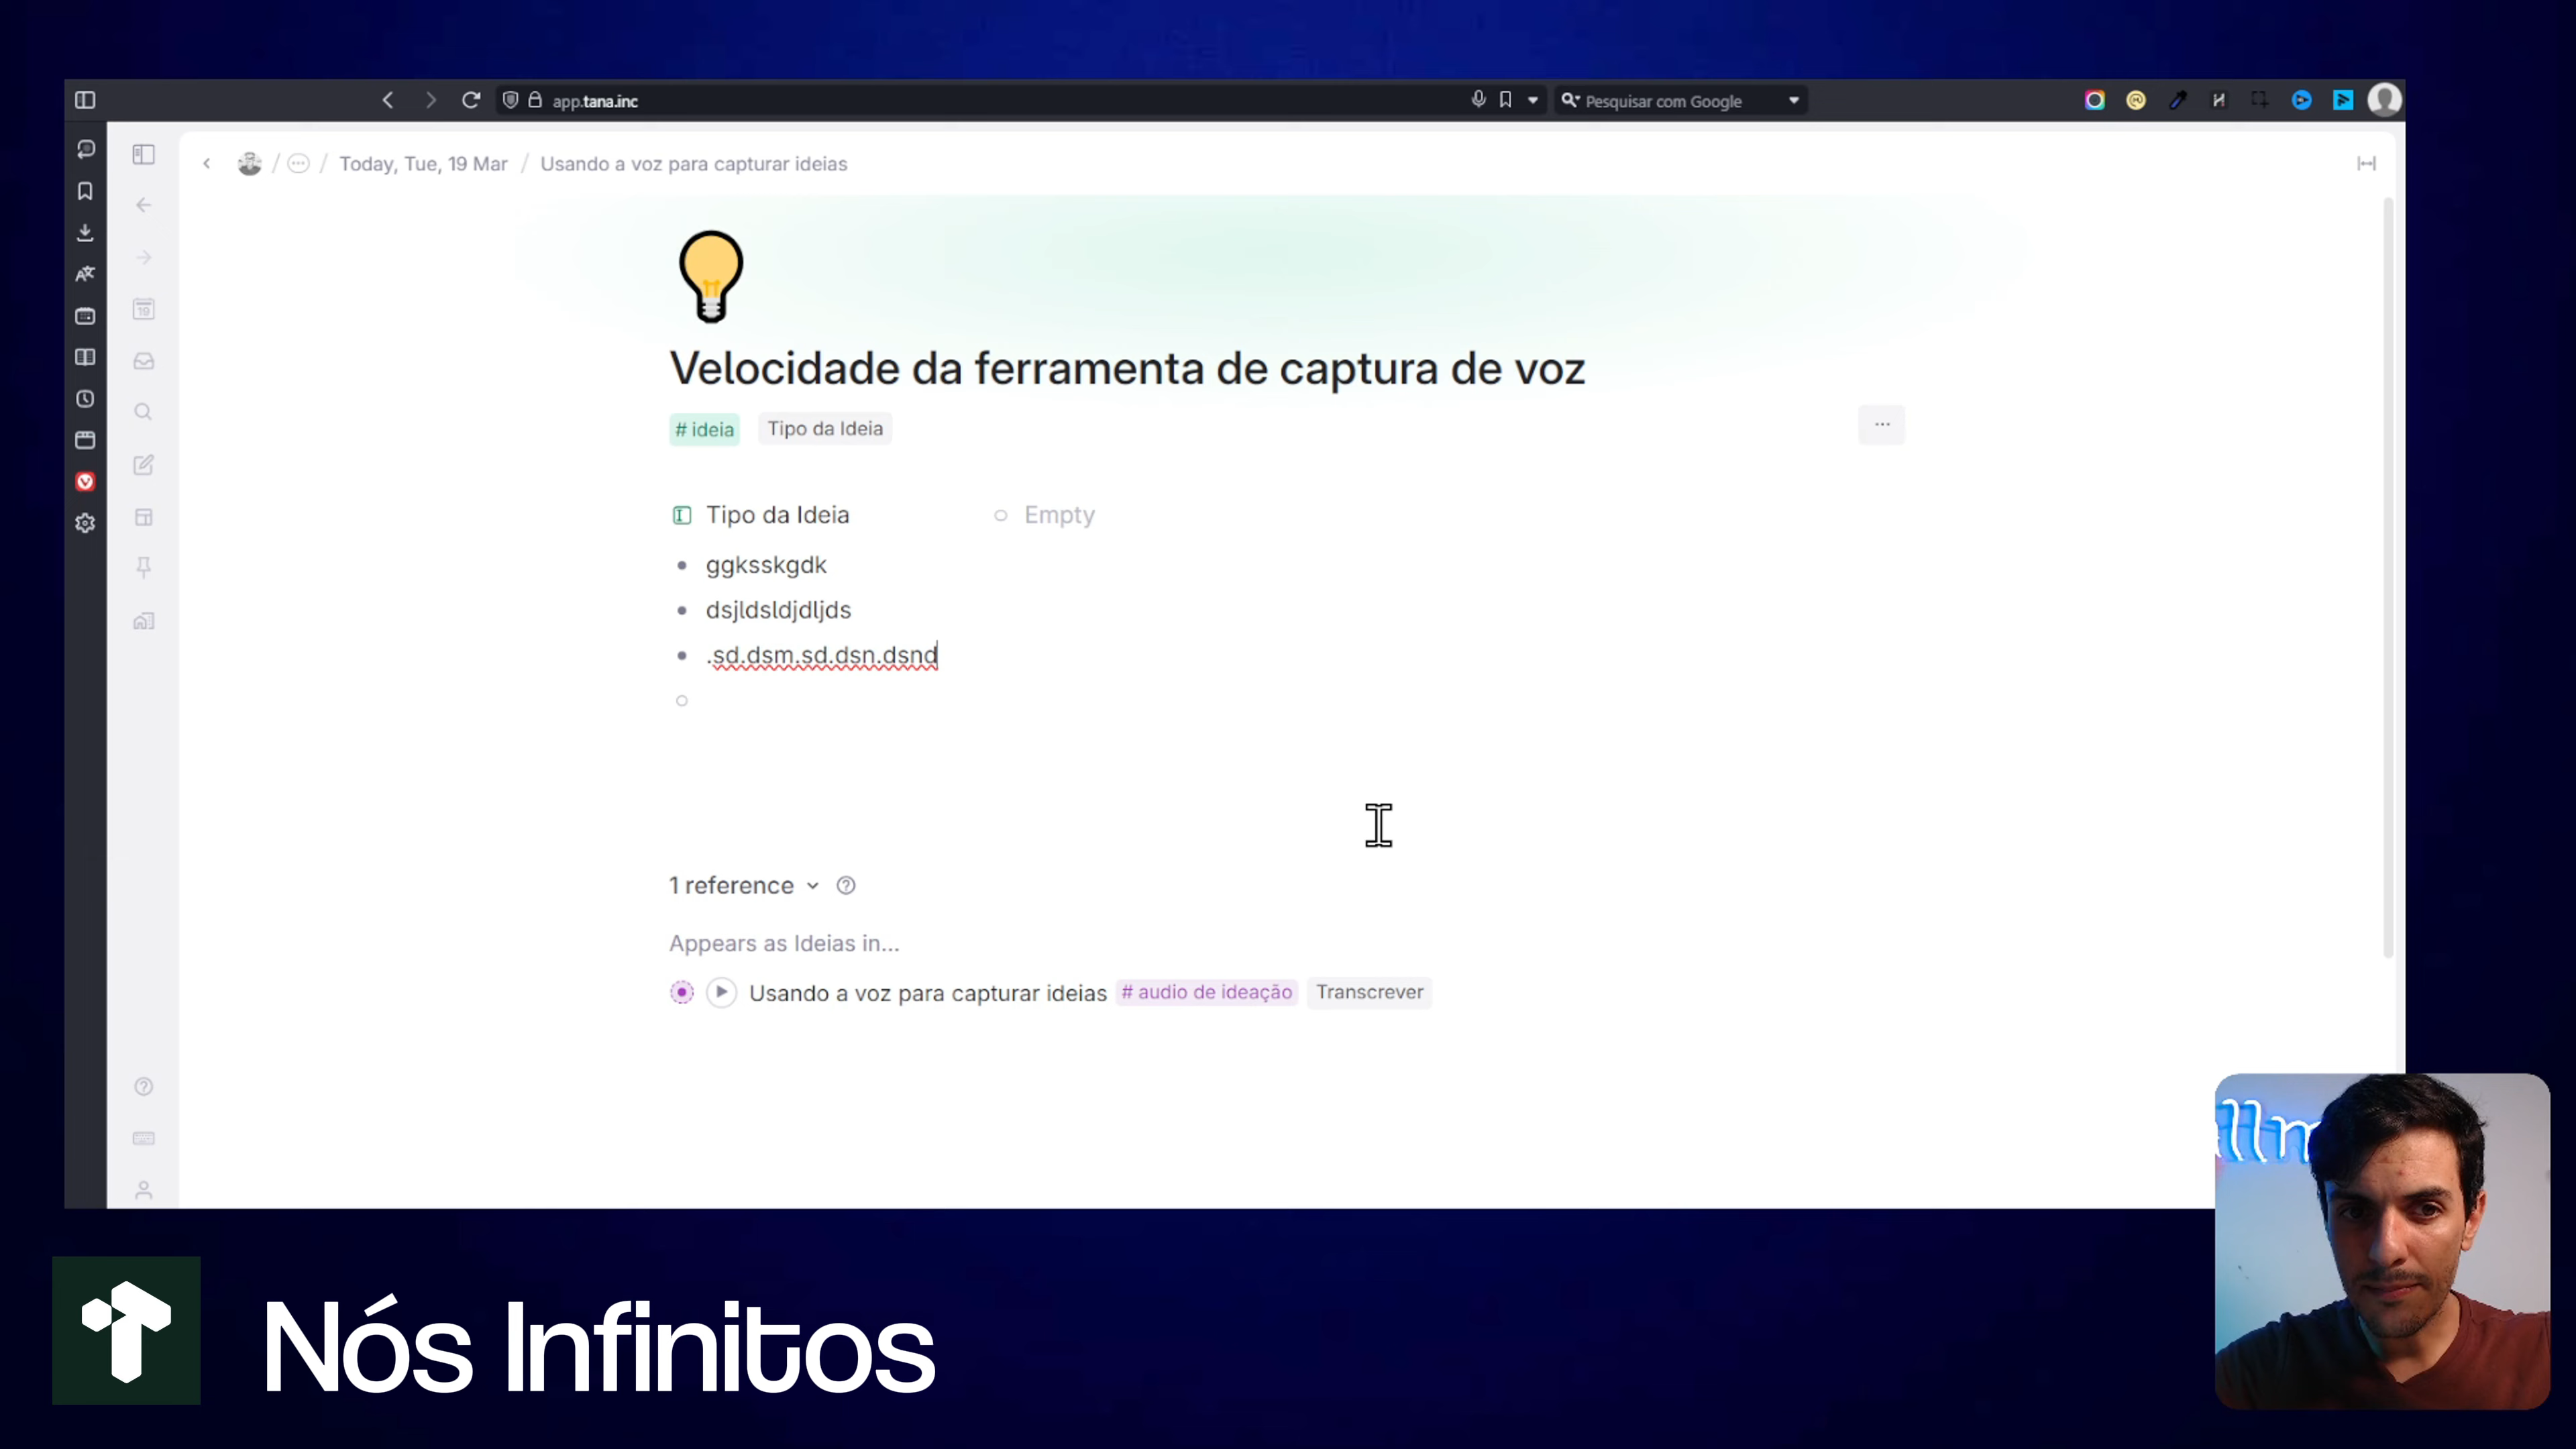 app.tana.inc
Pesquisar com Google
/ / Today, Tue, 19 Mar / Usando a voz para capturar ideias
19
Velocidade da ferramenta de captura de voz
# ideia Tipo da Ideia
...
Tipo da Ideia Empty
ggksskgdk
dsjldsldjdljds
.sd.dsm.sd.dsn.dsnd
1 reference
Appears as Ideias in...
Usando a voz para capturar ideias # audio de ideação Transcrever
Nós Infinitos